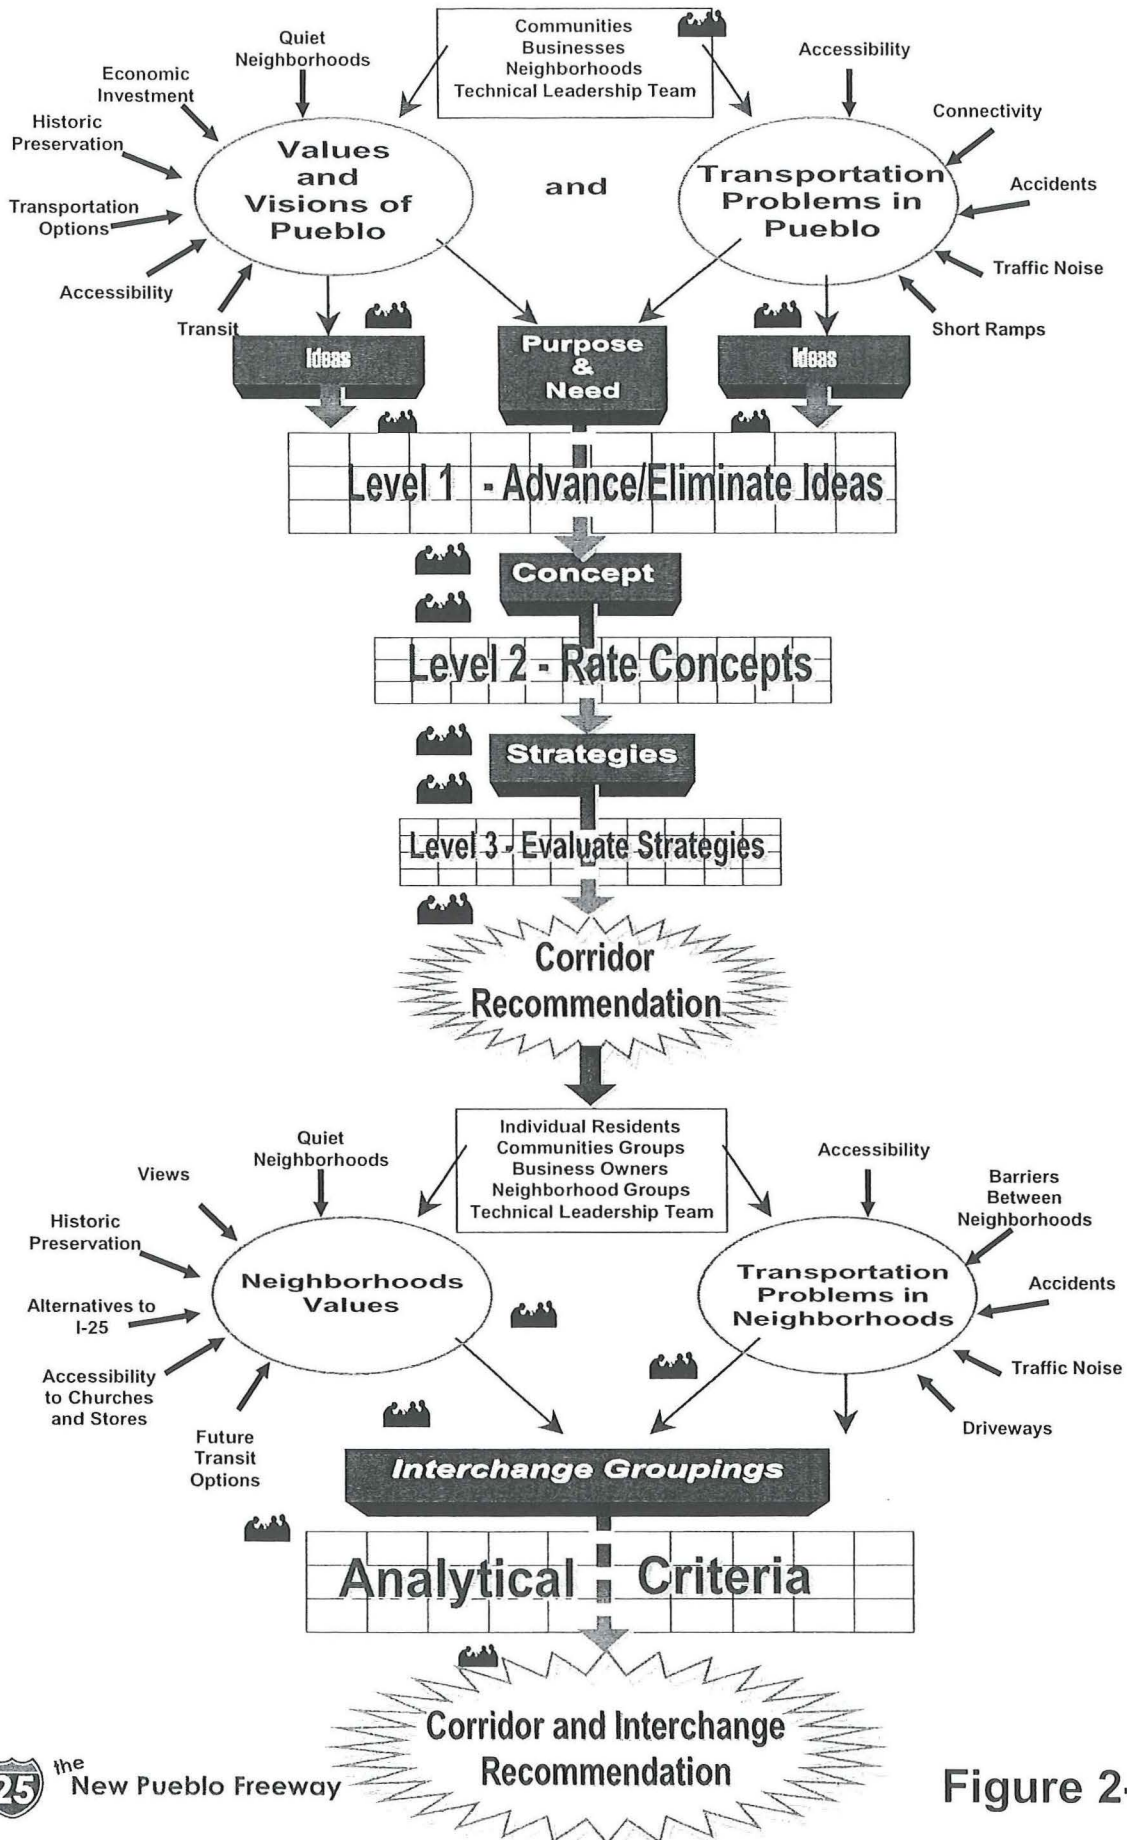 Communities
Businesses
Neighborhoods
Technical Leadership Team
Quiet
Neighborhoods
Economic
Investment
Historic
Preservation
Transportation
Options
Accessibility
Transit
Values
and
Visions of
Pueblo
and
Transportation
Problems in
Pueblo
Accessibility
Connectivity
Accidents
Traffic Noise
Short Ramps
Ideas
Purpose
&
Need
Ideas
Level 1 - Advance/Eliminate Ideas
Concept
Level 2 - Rate Concepts
Strategies
Level 3 - Evaluate Strategies
Corridor
Recommendation
Individual Residents
Communities Groups
Business Owners
Neighborhood Groups
Technical Leadership Team
Quiet
Neighborhoods
Views
Historic
Preservation
Alternatives to
I-25
Accessibility
to Churches
and Stores
Future
Transit
Options
Neighborhoods
Values
Transportation
Problems in
Neighborhoods
Accessibility
Barriers
Between
Neighborhoods
Accidents
Traffic Noise
Driveways
Interchange Groupings
Analytical Criteria
Corridor and Interchange
Recommendation
25
the
New Pueblo Freeway
Figure 2-